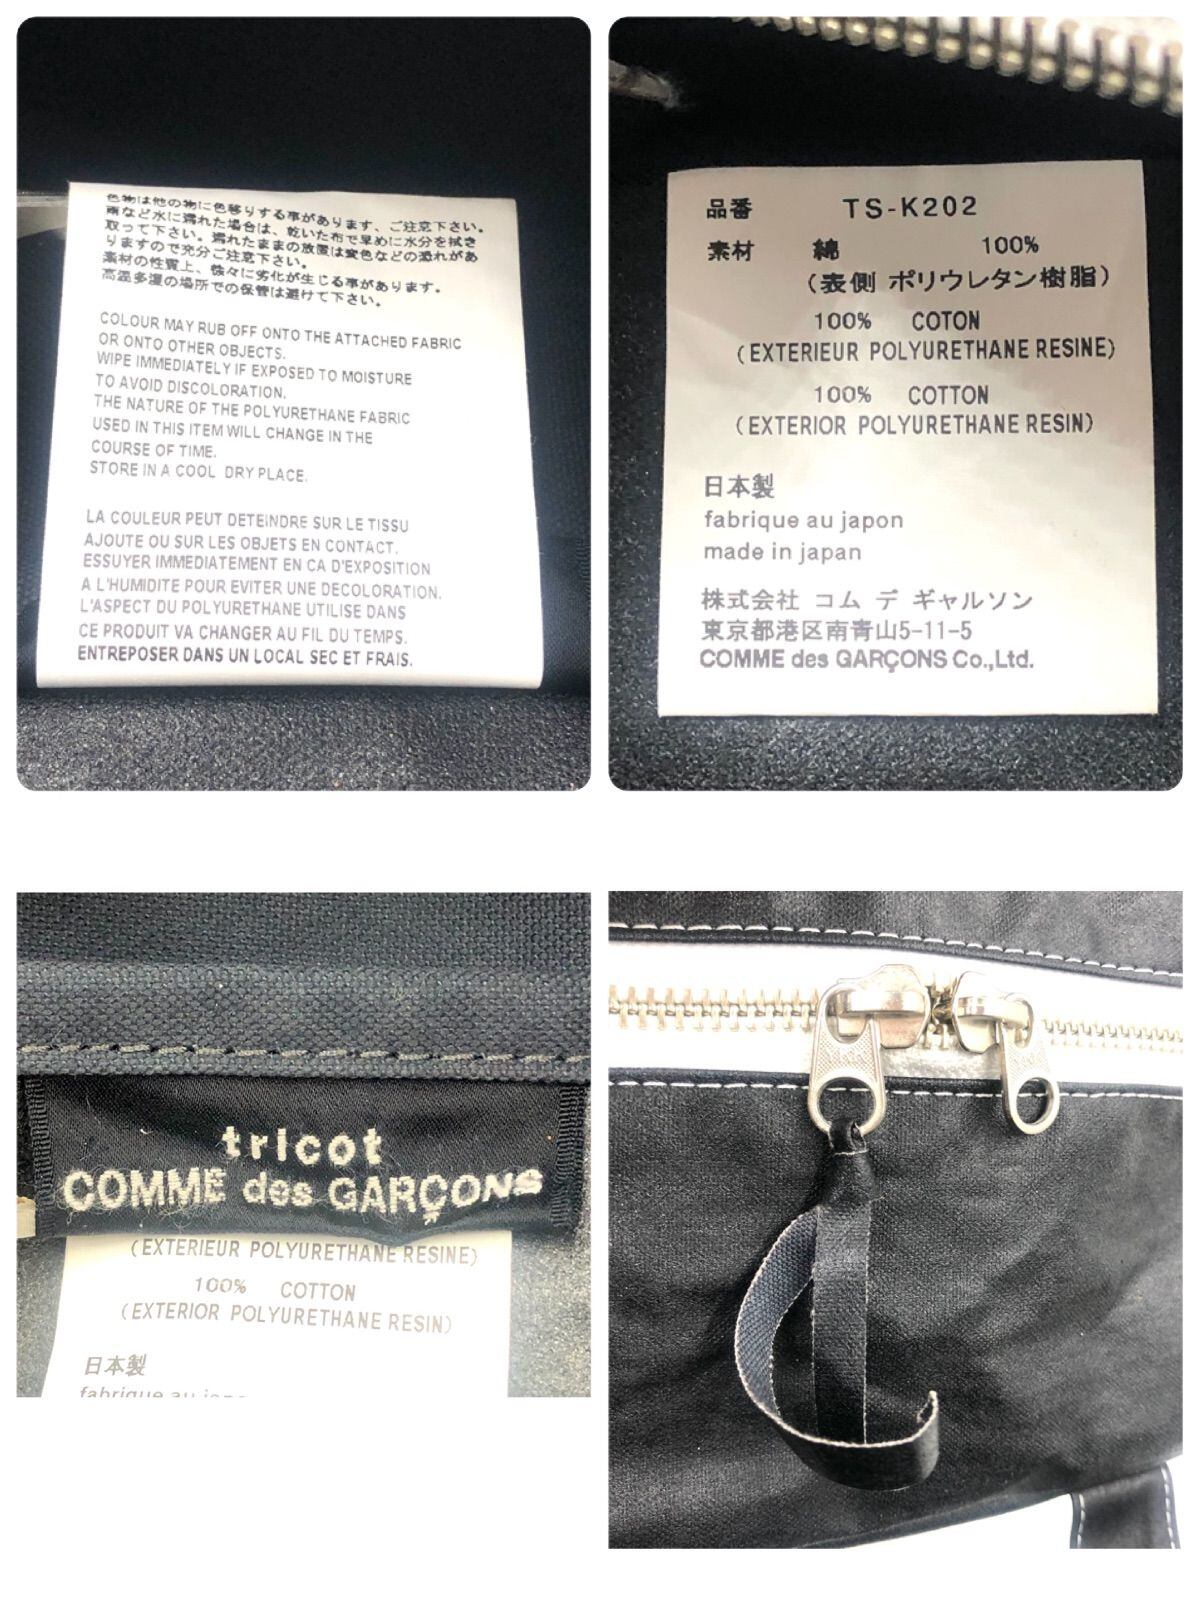 色物は他の物に色移りする事があります、ご注意下さい。
雨など水に濡れた場合は、乾いた布で早めに水分を拭き
取って下さい。濡れたままの放置は変色などの恐れがあ
りますので充分ご注意下さい。
素材の性質上、徐々に劣化が生じる事があります。
高温多湿の場所での保管は避けて下さい。
COLOUR MAY RUB OFF ONTO THE ATTACHED FABRIC
OR ONTO OTHER OBJECTS.
WIPE IMMEDIATELY IF EXPOSED TO MOISTURE
TO AVOID DISCOLORATION.
THE NATURE OF THE POLYURETHANE FABRIC
USED IN THIS ITEM WILL CHANGE IN THE
COURSE OF TIME.
STORE IN A COOL DRY PLACE.
LA COULEUR PEUT DETEINDRE SUR LE TISSU
AJOUTE OU SUR LES OBJETS EN CONTACT.
ESSUYER IMMEDIATEMENT EN CA D'EXPOSITION
A L'HUMIDITE POUR EVITER UNE DECOLORATION.
L'ASPECT DU POLYURETHANE UTILISE DANS
CE PRODUIT VA CHANGER AU FIL DU TEMPS.
ENTREPOSER DANS UN LOCAL SEC ET FRAIS.
品番 TS-K202
素材 綿 100%
(表側 ポリウレタン樹脂)
100% COTON
(EXTERIEUR POLYURETHANE RESINE)
100% COTTON
(EXTERIOR POLYURETHANE RESIN)
日本製
fabrique au japon
made in japan
株式会社 コム デ ギャルソン
東京都港区南青山5-11-5
COMME des GARÇONS Co.,Ltd.
tricot
COMME des GARÇONS
(EXTERIEUR POLYURETHANE RESINE)
100% COTTON
(EXTERIOR POLYURETHANE RESIN)
日本製
fabrique au japon